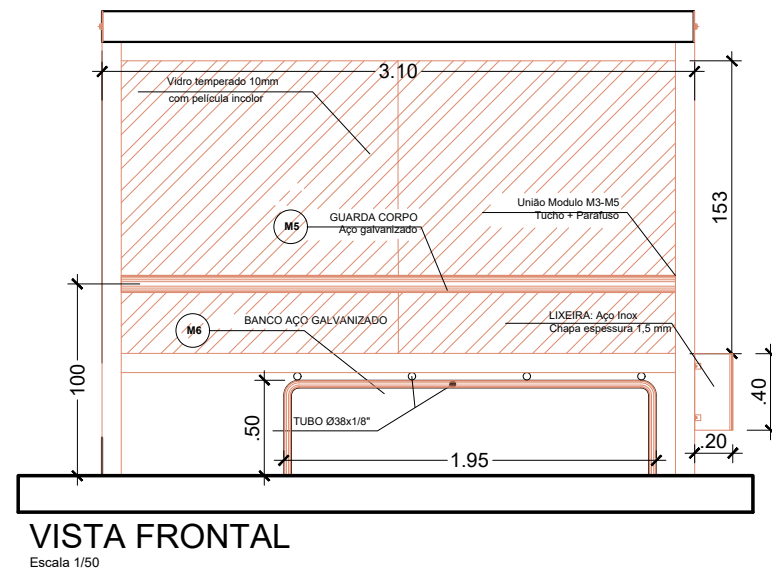 3.10
Vidro temperado 10mm
com película incolor
153
União Modulo M3-M5
Tucho + Parafuso
M5
GUARDA CORPO
Aço galvanizado
M6
BANCO AÇO GALVANIZADO
LIXEIRA: Aço Inox
Chapa espessura 1,5 mm
100
.50
TUBO Ø38x1/8"
.40
.20
1.95
VISTA FRONTAL
Escala 1/50